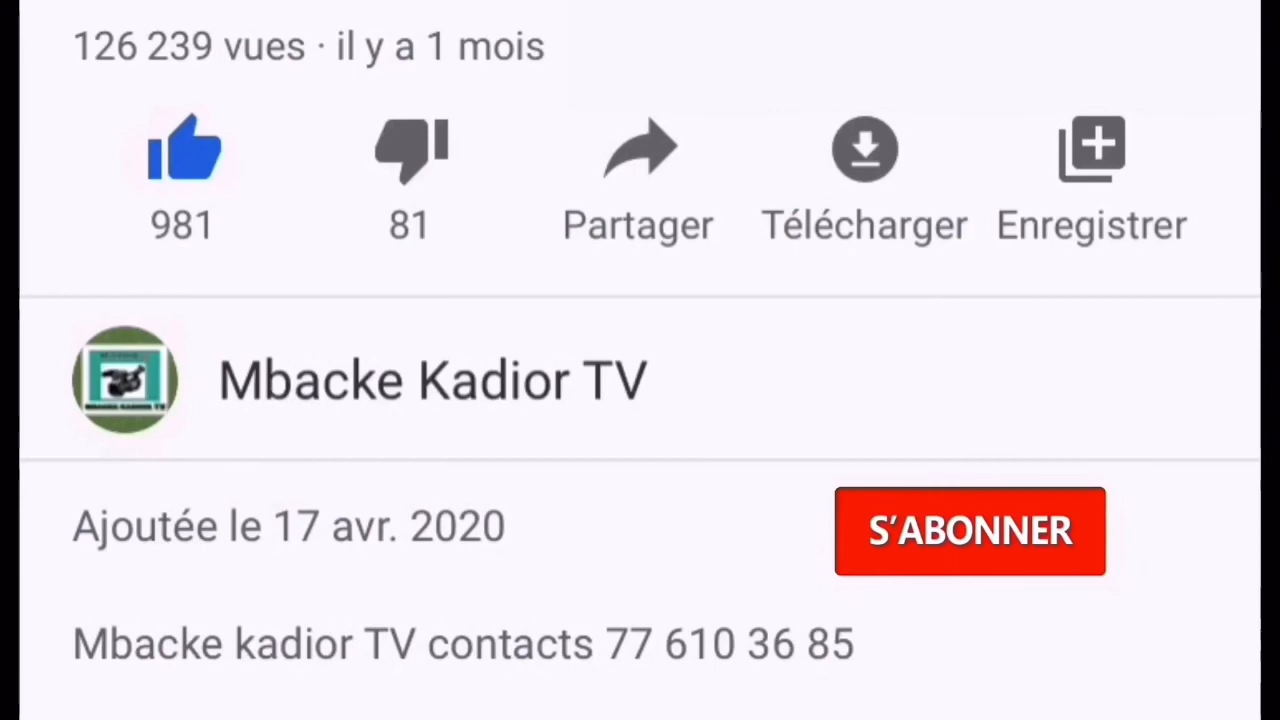 126 239 vues · il y a 1 mois
981
81
Partager
Télécharger
Enregistrer
Mbacke Kadior TV
Ajoutée le 17 avr. 2020
S'ABONNER
Mbacke kadior TV contacts 77 610 36 85